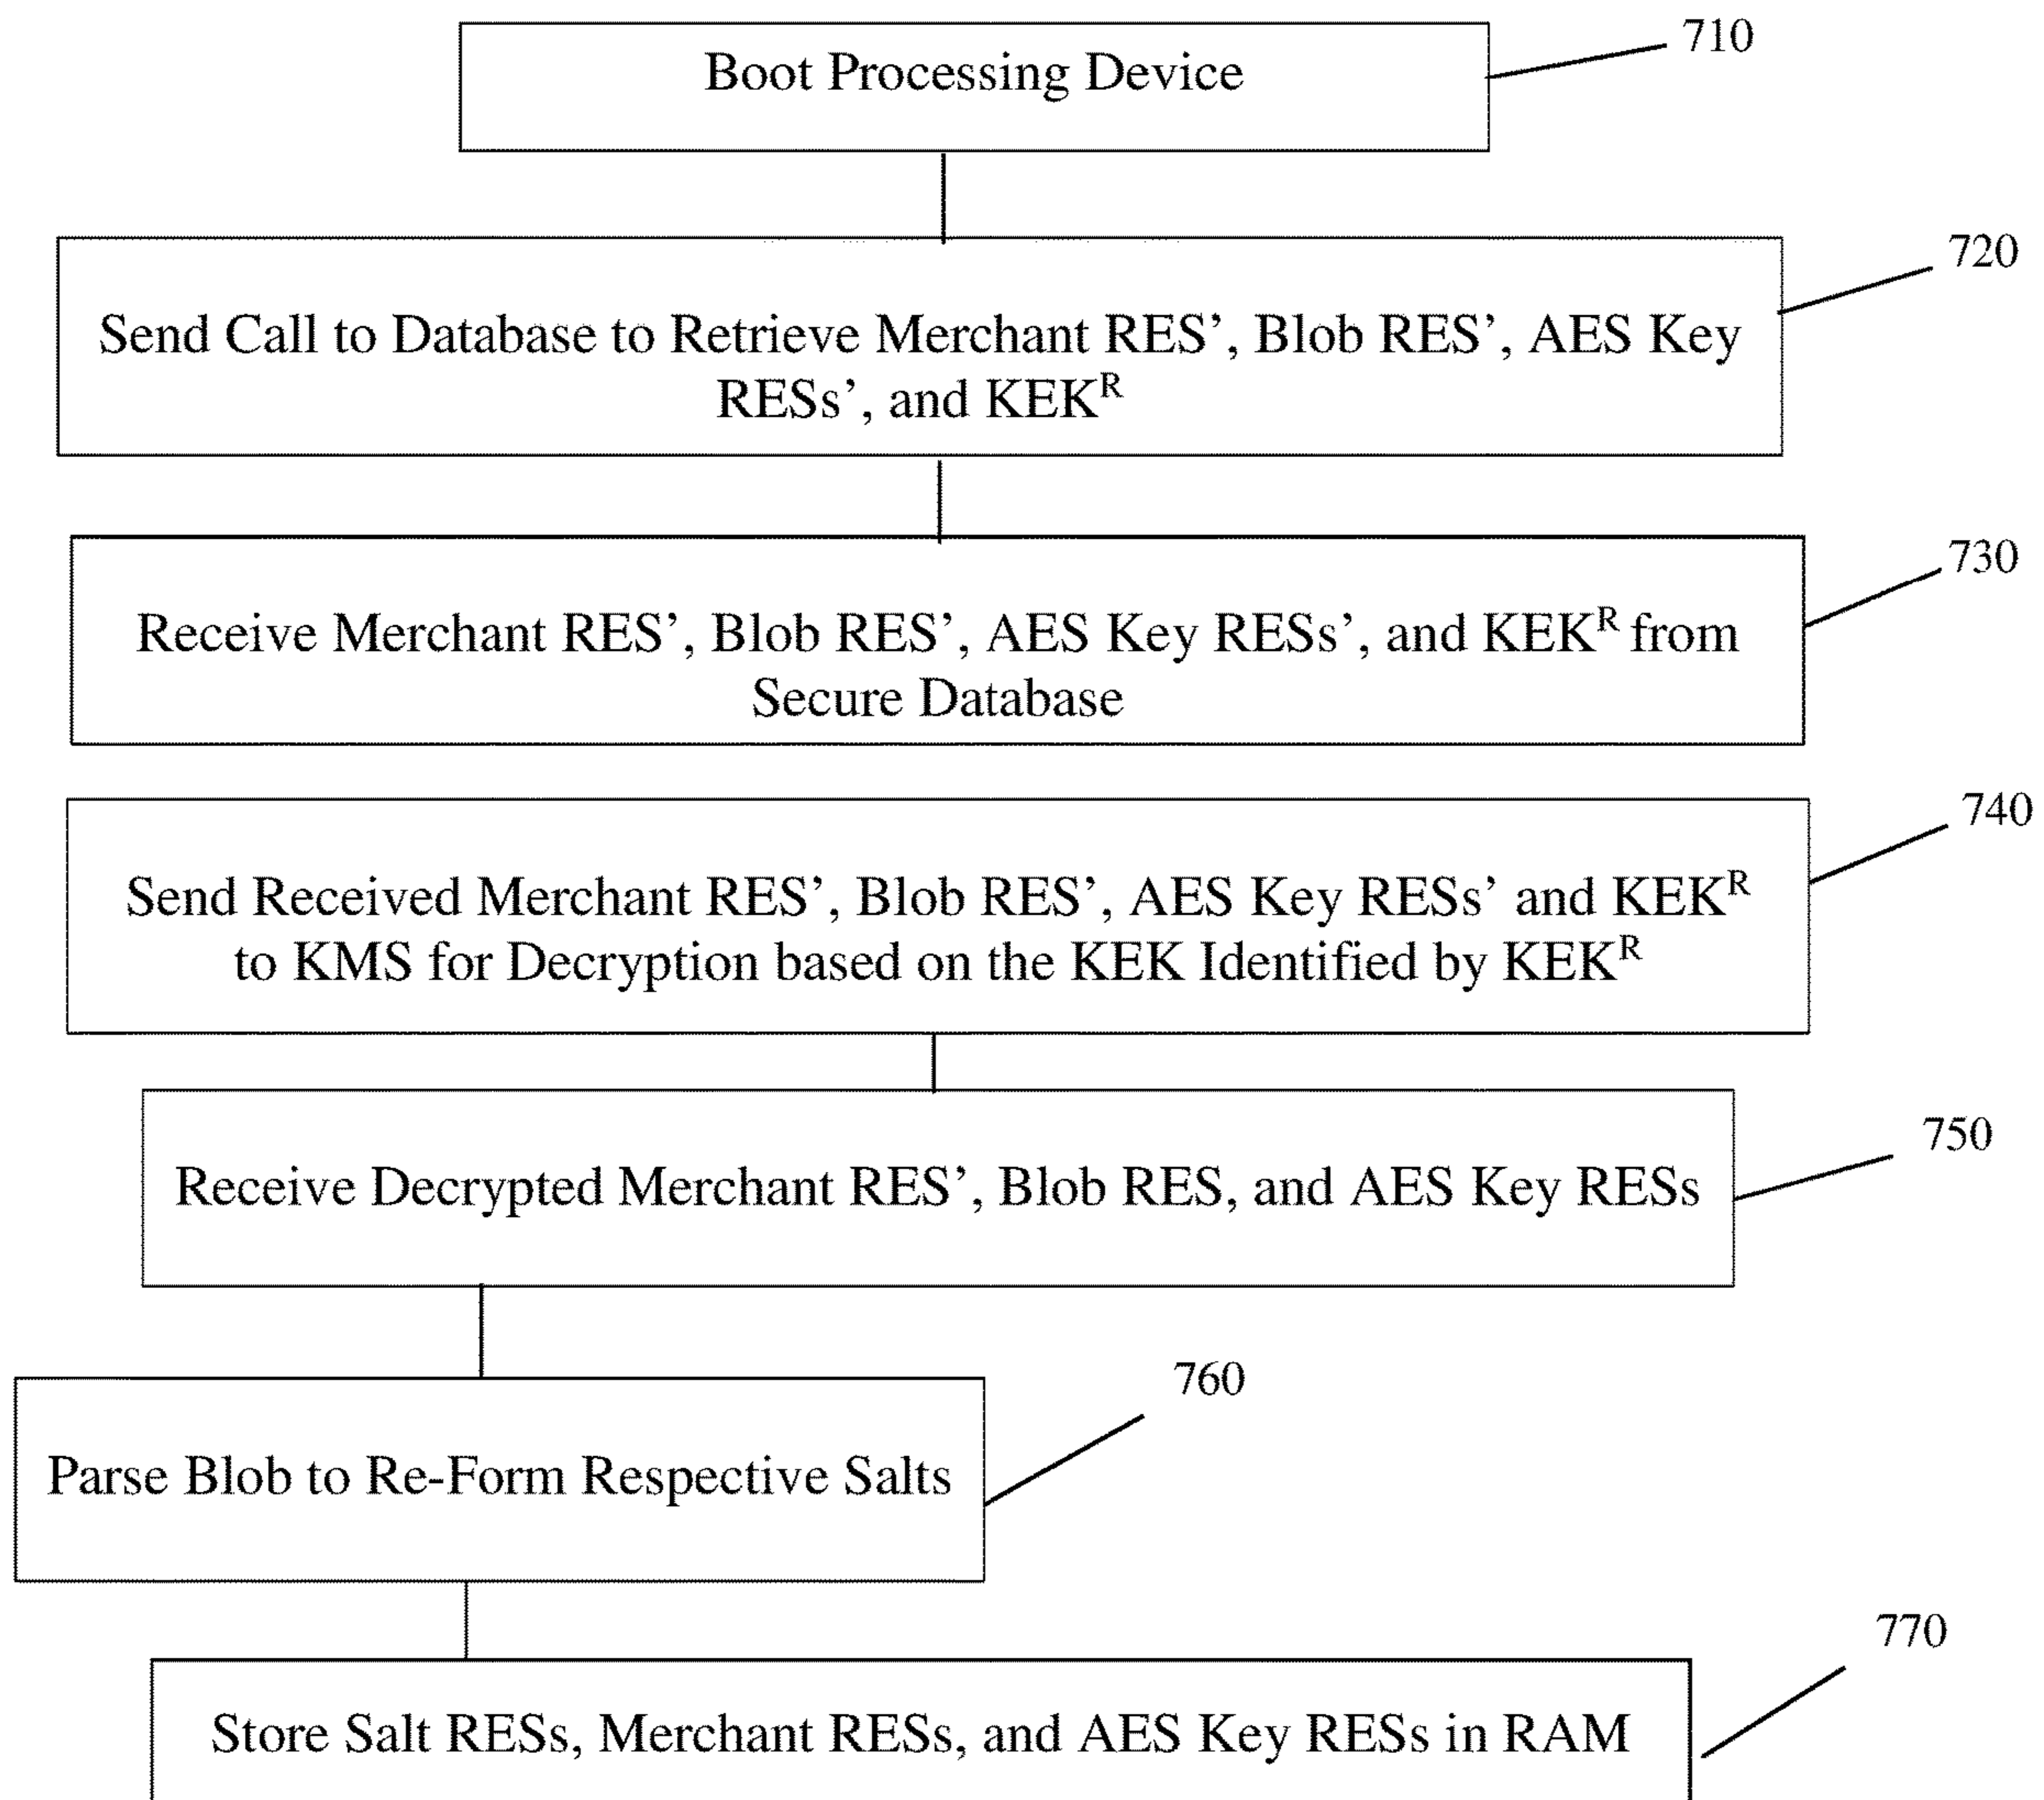 Boot Processing Device
710
720
Send Call to Database to Retrieve Merchant RES’, Blob RES’, AES Key
RESs’, and KEKᴿ
730
Receive Merchant RES’, Blob RES’, AES Key RESs’, and KEKᴿ from
Secure Database
740
Send Received Merchant RES’, Blob RES’, AES Key RESs’ and KEKᴿ
to KMS for Decryption based on the KEK Identified by KEKᴿ
750
Receive Decrypted Merchant RES’, Blob RES, and AES Key RESs
760
Parse Blob to Re-Form Respective Salts
770
Store Salt RESs, Merchant RESs, and AES Key RESs in RAM